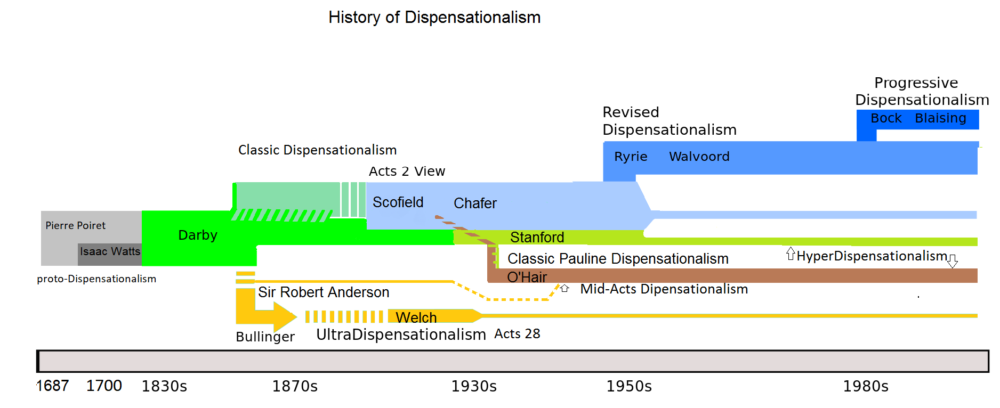 History of Dispensationalism
Progressive
Dispensationalism
Bock Blaising
Revised
Dispensationalism
Ryrie Walvoord
Classic Dispensationalism
Acts 2 View
Scofield Chafer
Pierre Poiret
Isaac Watts
Darby
proto-Dispensationalism
Stanford
Classic Pauline Dispensationalism
HyperDispensationalism
O'Hair
Mid-Acts Dipensationalism
Sir Robert Anderson
Welch
Bullinger
UltraDispensationalism Acts 28
1687 1700 1830s 1870s 1930s 1950s 1980s